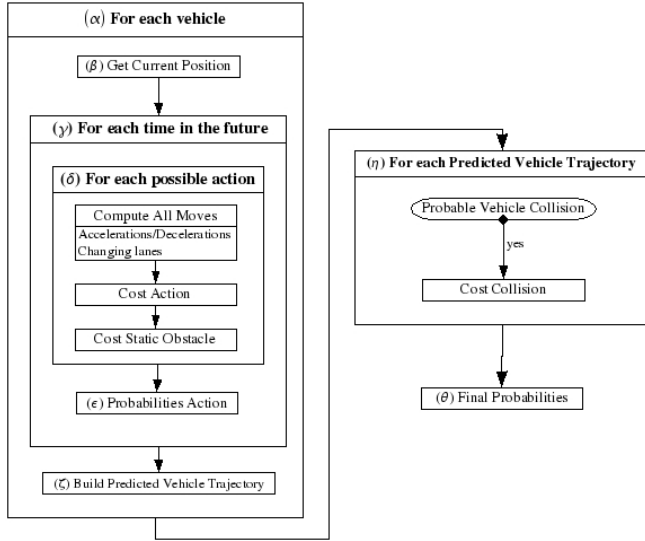 (α) For each vehicle
(β) Get Current Position
(γ) For each time in the future
(δ) For each possible action
Compute All Moves
Accelerations/Decelerations
Changing lanes
Cost Action
Cost Static Obstacle
(ϵ) Probabilities Action
(ζ) Build Predicted Vehicle Trajectory
(η) For each Predicted Vehicle Trajectory
Probable Vehicle Collision
yes
Cost Collision
(θ) Final Probabilities